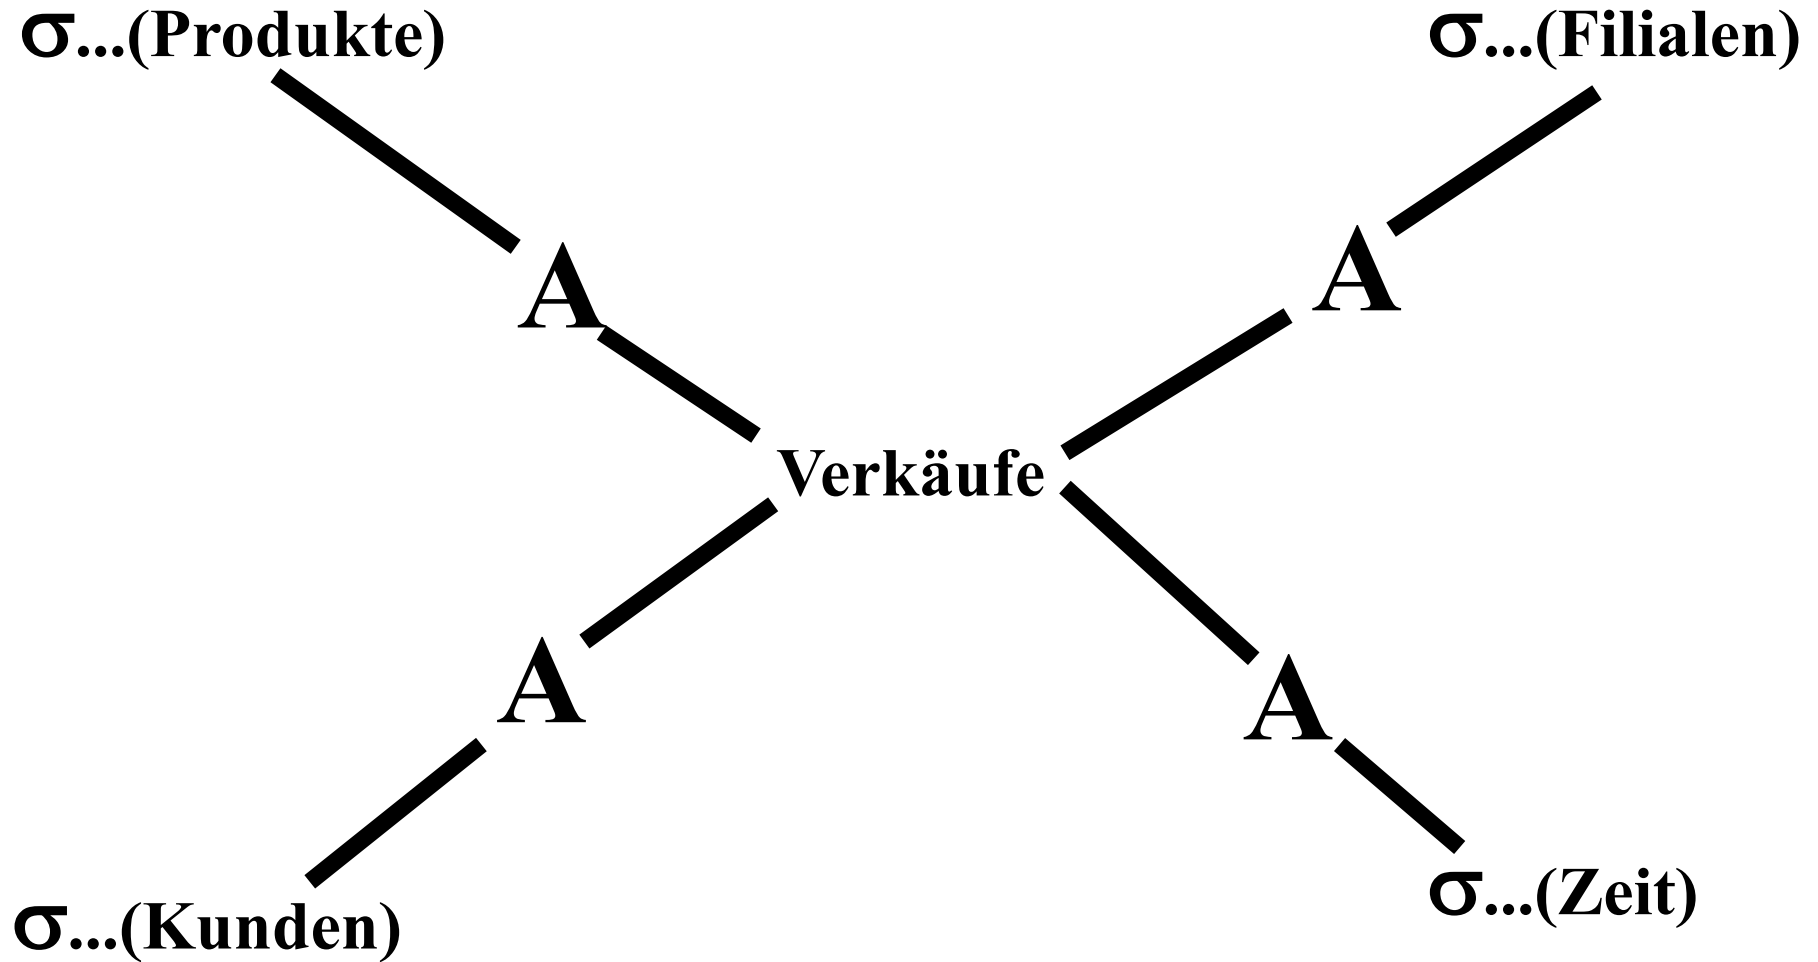 σ...(Produkte)
σ...(Filialen)
A
A
Verkäufe
A
A
σ...(Kunden)
σ...(Zeit)